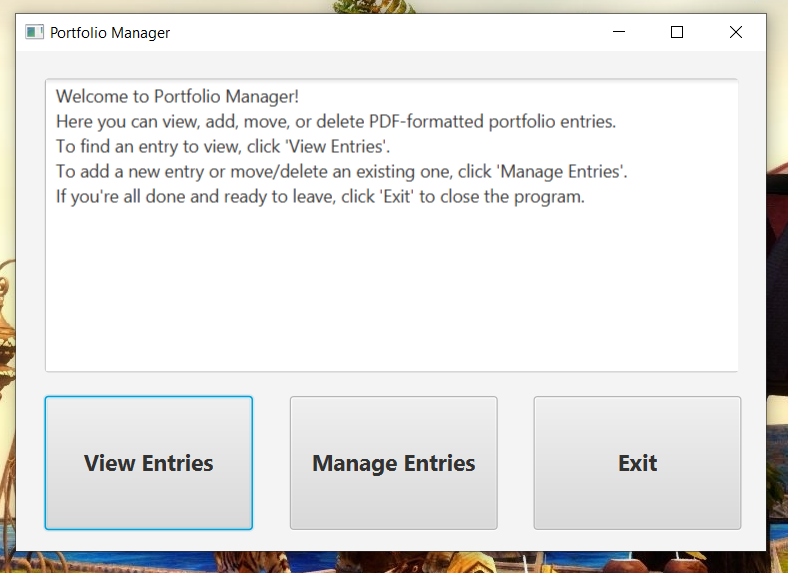 Portfolio Manager
Welcome to Portfolio Manager!
Here you can view, add, move, or delete PDF-formatted portfolio entries.
To find an entry to view, click 'View Entries'.
To add a new entry or move/delete an existing one, click 'Manage Entries'.
If you're all done and ready to leave, click 'Exit' to close the program.
View Entries
Manage Entries
Exit